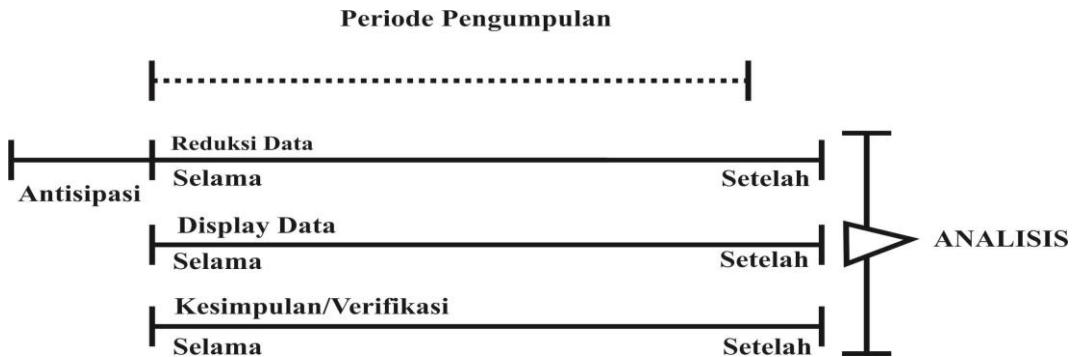 Periode Pengumpulan
Reduksi Data
Selama
Setelah
Antisipasi
Display Data
Selama
Setelah
ANALISIS
Kesimpulan/Verifikasi
Selama
Setelah